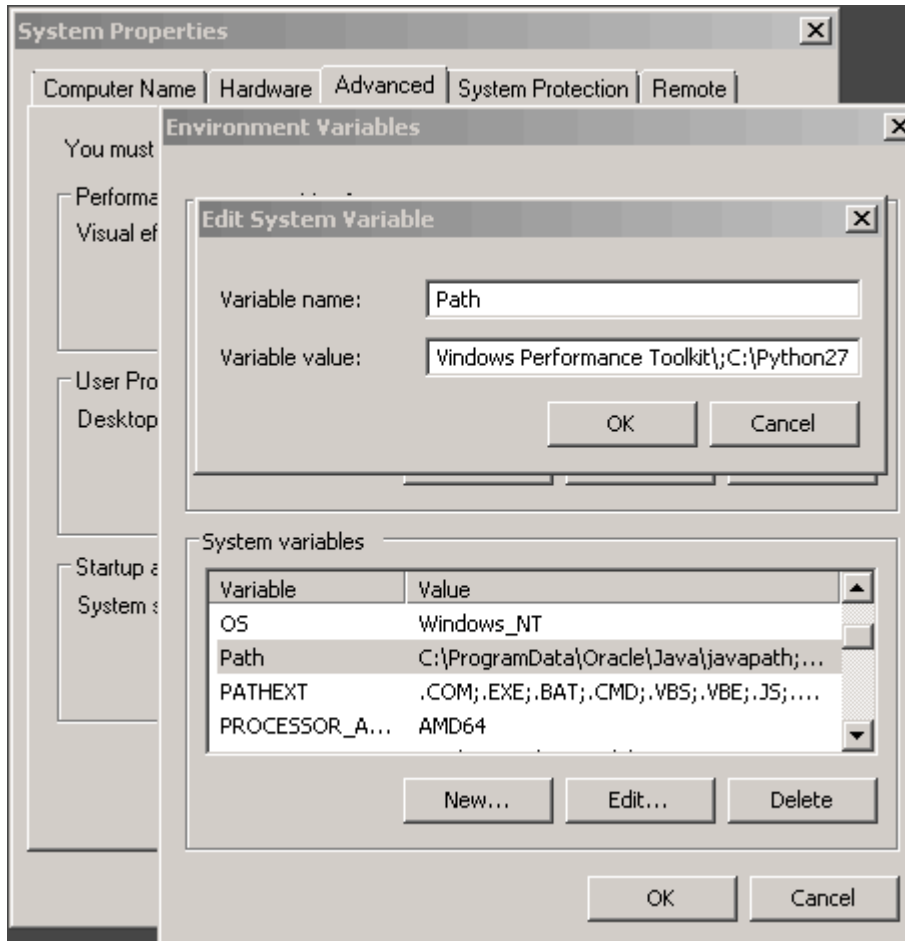 System Properties
Computer Name Hardware Advanced System Protection Remote
Environment Variables
You must
Performa
Visual ef
Edit System Variable
Variable name: Path
Variable value: Vindows Performance Toolkit\;C:\Python27
OK Cancel
User Pro
Desktop
System variables
Startup a
System s
Variable Value
OS Windows_NT
Path C:\ProgramData\Oracle\Java\javapath;...
PATHEXT .COM;.EXE;.BAT;.CMD;.VBS;.VBE;.JS;....
PROCESSOR_A... AMD64
New... Edit... Delete
OK Cancel